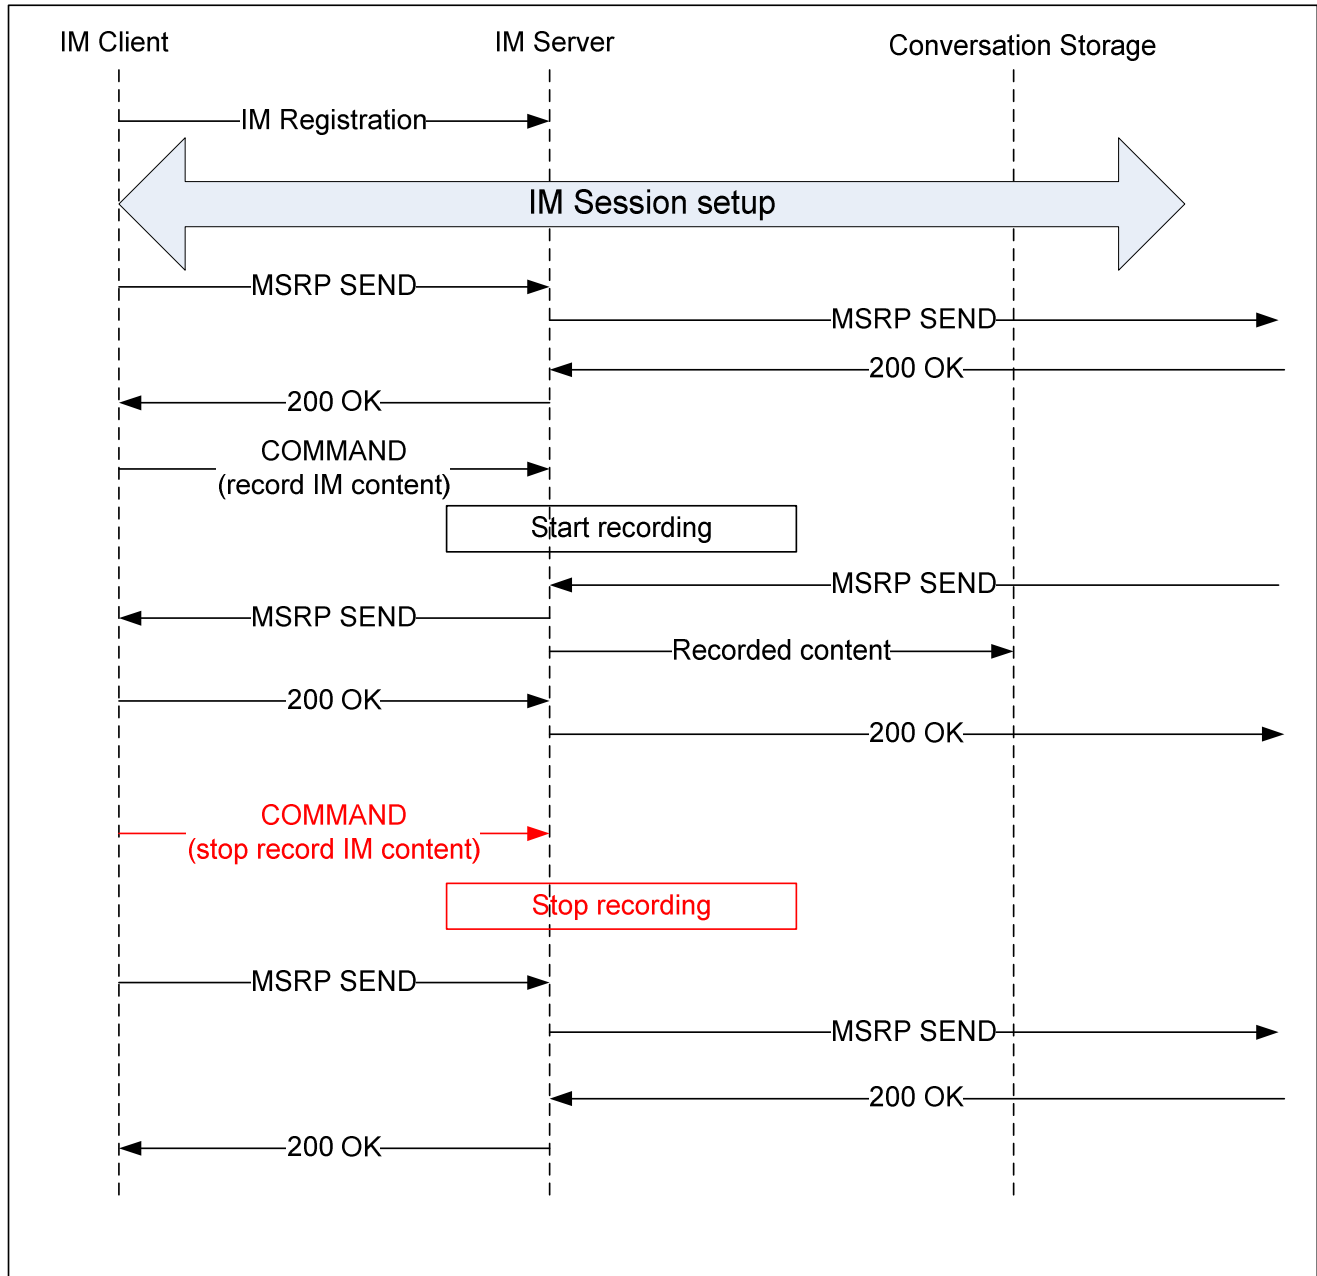 IM Client
IM Server
Conversation Storage
IM Registration
IM Session setup
MSRP SEND
MSRP SEND
200 OK
200 OK
COMMAND
(record IM content)
Start recording
MSRP SEND
MSRP SEND
Recorded content
200 OK
200 OK
COMMAND
(stop record IM content)
Stop recording
MSRP SEND
MSRP SEND
200 OK
200 OK